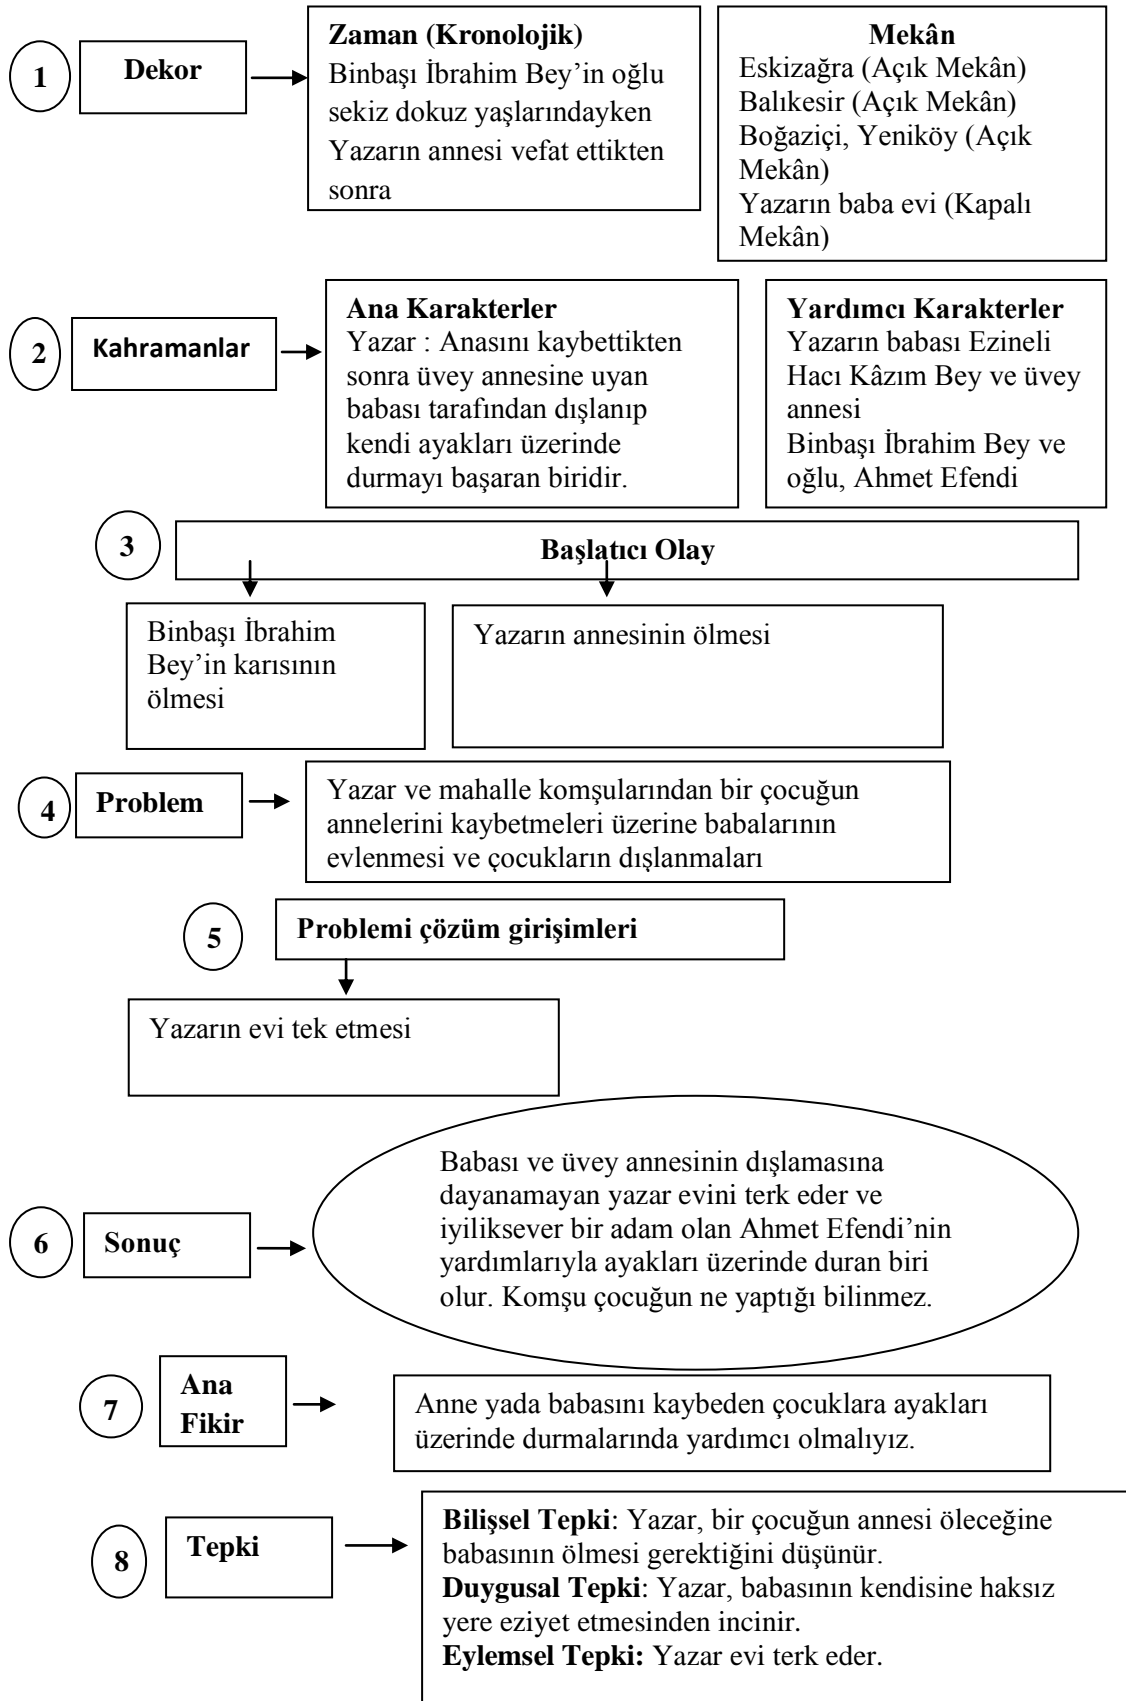 1
Dekor
Zaman (Kronolojik)
Binbaşı İbrahim Bey’in oğlu
sekiz dokuz yaşlarındayken
Yazarın annesi vefat ettikten
sonra
Mekân
Eskizağra (Açık Mekân)
Balıkesir (Açık Mekân)
Boğaziçi, Yeniköy (Açık
Mekân)
Yazarın baba evi (Kapalı
Mekân)
2
Kahramanlar
Ana Karakterler
Yazar : Anasını kaybettikten
sonra üvey annesine uyan
babası tarafından dışlanıp
kendi ayakları üzerinde
durmayı başaran biridir.
Yardımcı Karakterler
Yazarın babası Ezineli
Hacı Kâzım Bey ve üvey
annesi
Binbaşı İbrahim Bey ve
oğlu, Ahmet Efendi
3
Başlatıcı Olay
Binbaşı İbrahim
Bey’in karısının
ölmesi
Yazarın annesinin ölmesi
4
Problem
Yazar ve mahalle komşularından bir çocuğun
annelerini kaybetmeleri üzerine babalarının
evlenmesi ve çocukların dışlanmaları
5
Problemi çözüm girişimleri
Yazarın evi tek etmesi
6
Sonuç
Babası ve üvey annesinin dışlamasına
dayanamayan yazar evini terk eder ve
iyiliksever bir adam olan Ahmet Efendi’nin
yardımlarıyla ayakları üzerinde duran biri
olur. Komşu çocuğun ne yaptığı bilinmez.
7
Ana
Fikir
Anne yada babasını kaybeden çocuklara ayakları
üzerinde durmalarında yardımcı olmalıyız.
8
Tepki
Bilişsel Tepki: Yazar, bir çocuğun annesi öleceğine
babasının ölmesi gerektiğini düşünür.
Duygusal Tepki: Yazar, babasının kendisine haksız
yere eziyet etmesinden incinir.
Eylemsel Tepki: Yazar evi terk eder.